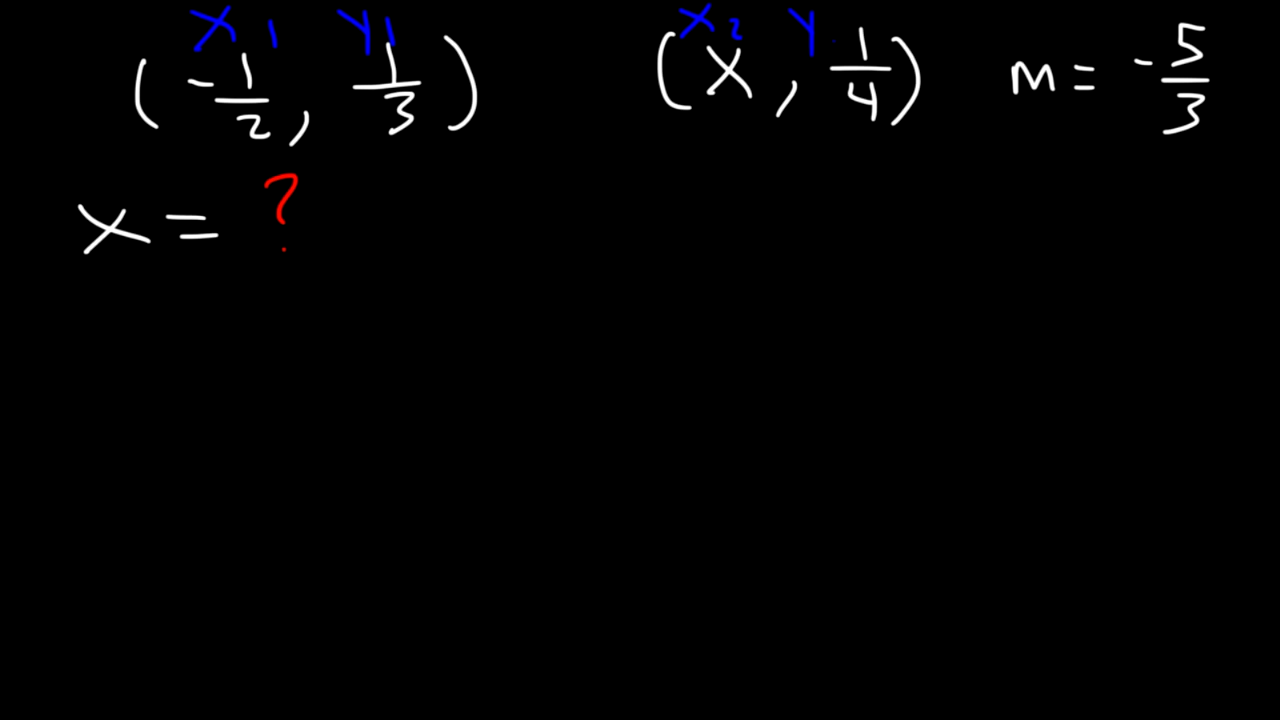 X1 Y1 X2 Y
(-1/2, 1/3) (X, 1/4) m = -5/3
x = ?